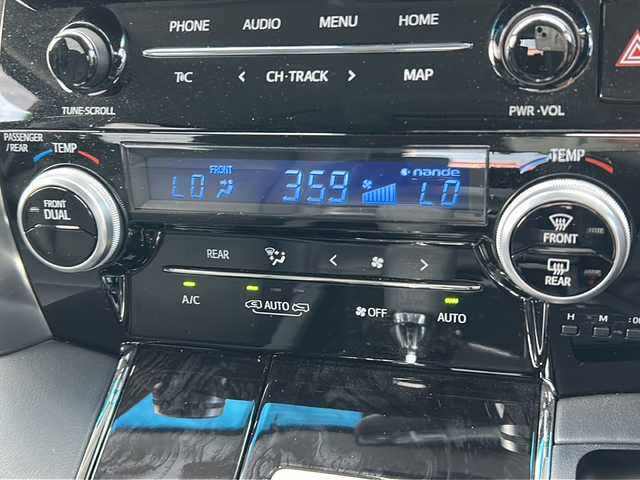 PHONE AUDIO MENU HOME
T/C < CH·TRACK > MAP
TUNE·SCROLL PWR·VOL
PASSENGER /REAR TEMP TEMP
FRONT nanoe
LO 359 LO
FRONT DUAL
FRONT
REAR
REAR < >
A/C AUTO OFF AUTO
H M :00